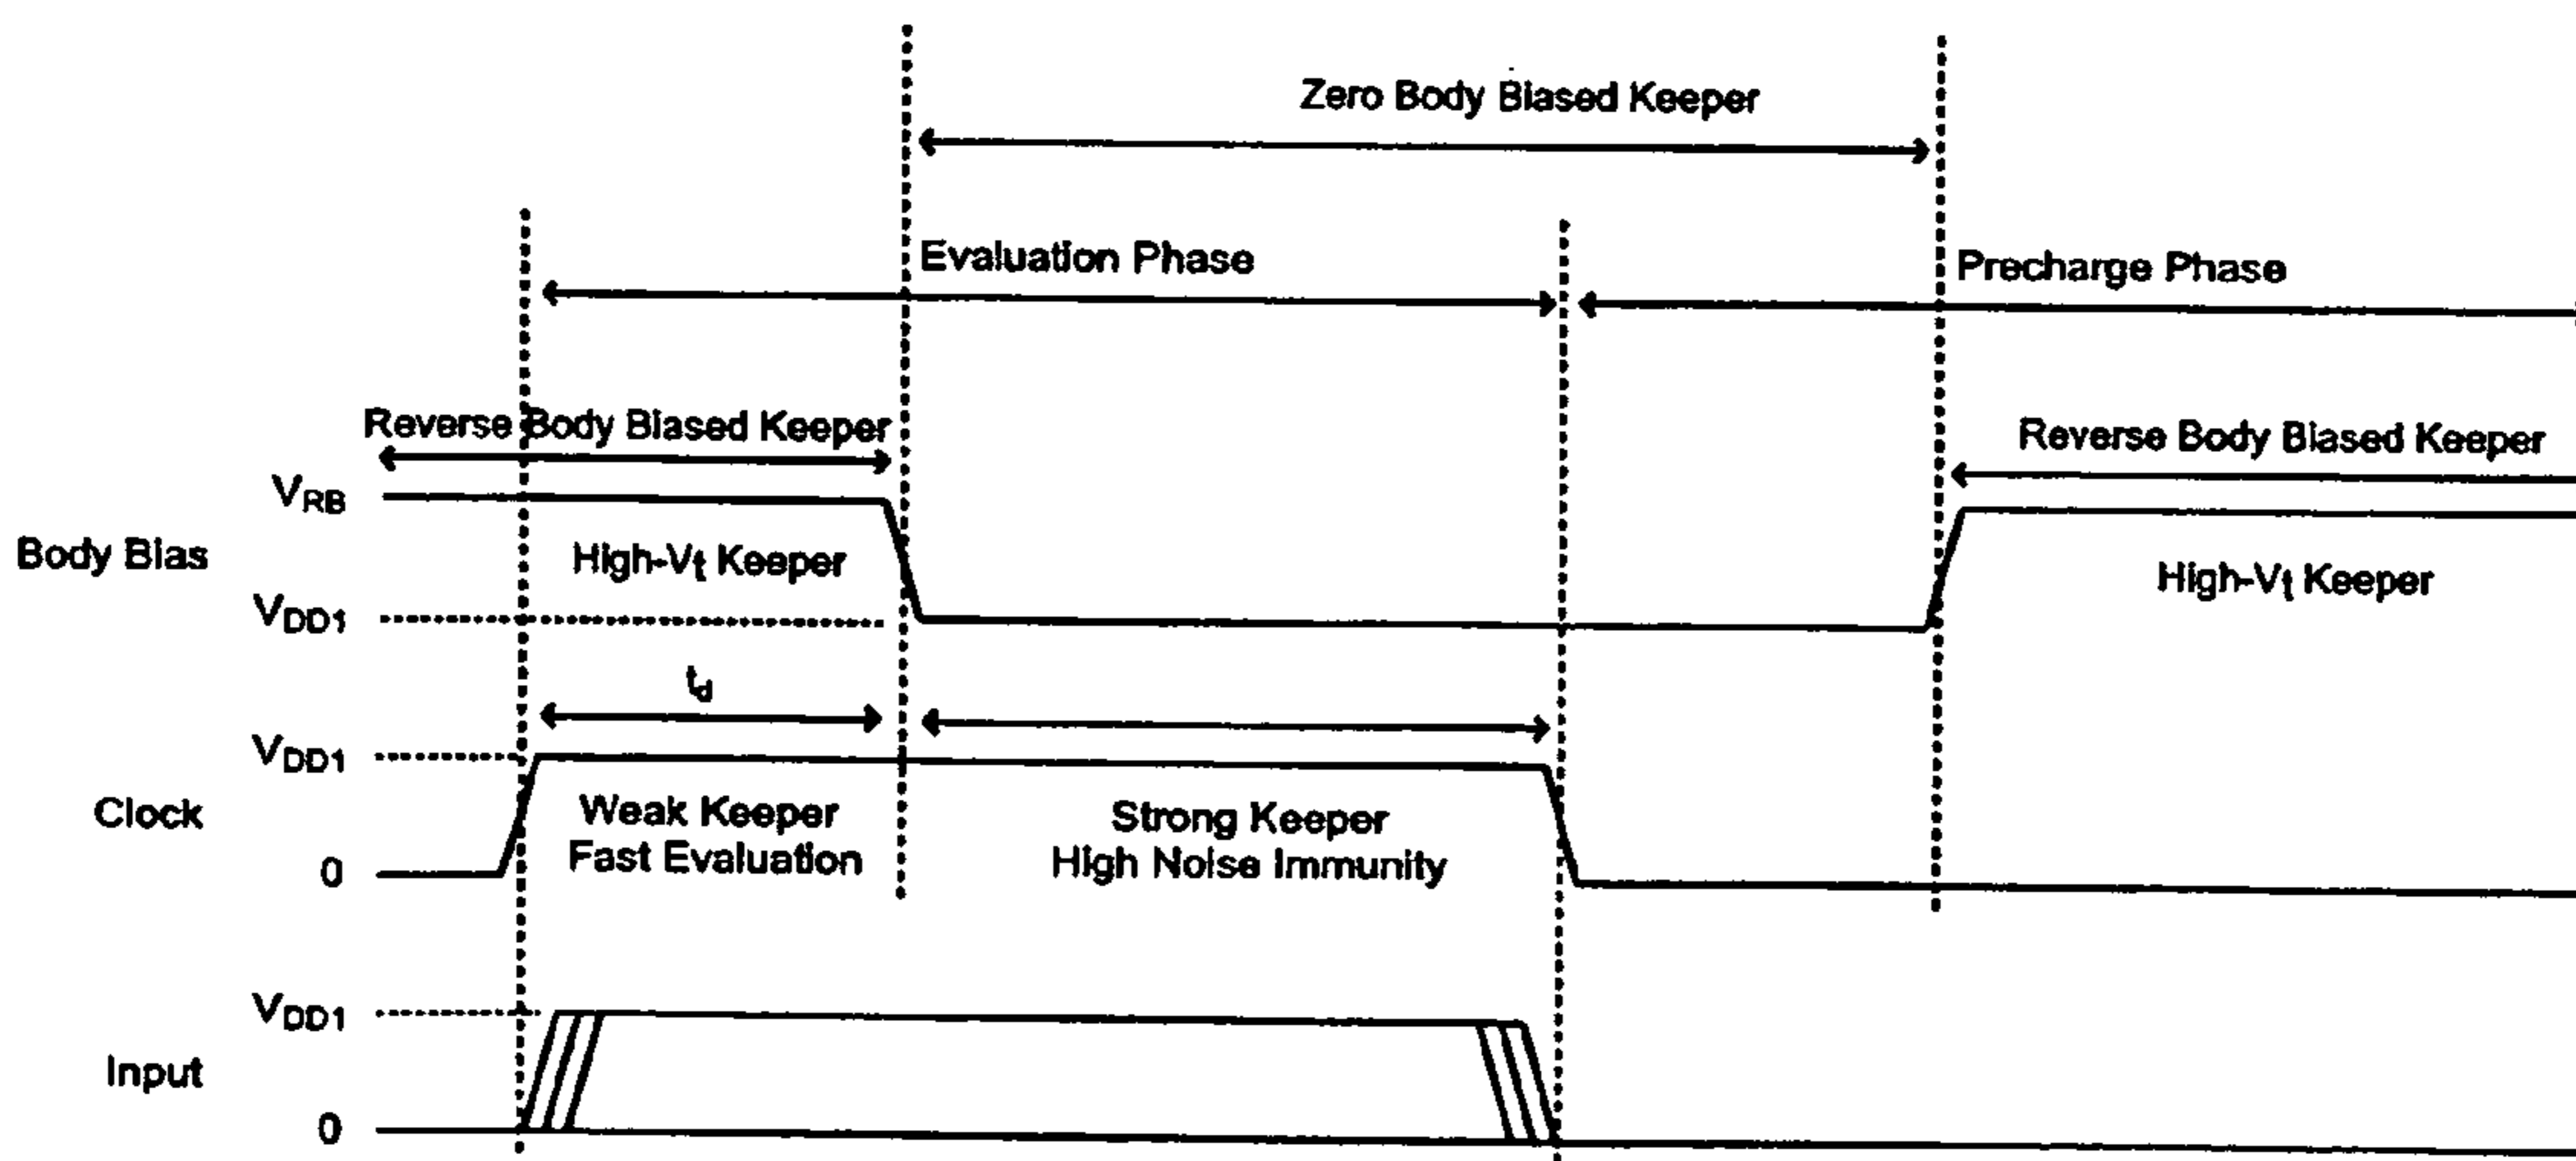 Zero Body Biased Keeper
Evaluation Phase
Precharge Phase
Reverse Body Biased Keeper
Reverse Body Biased Keeper
VRB
Body Bias
High-Vt Keeper
High-Vt Keeper
VDD1
td
VDD1
Clock
Weak Keeper
Fast Evaluation
Strong Keeper
High Noise Immunity
0
VDD1
Input
0